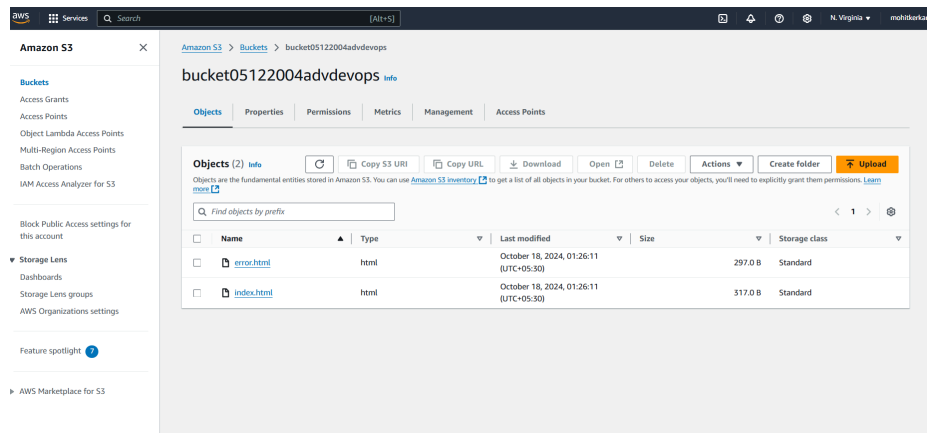 aws
Services
Search
[Alt+S]
N. Virginia
Amazon S3
Buckets
Access Grants
Access Points
Object Lambda Access Points
Multi-Region Access Points
Batch Operations
IAM Access Analyzer for S3
Block Public Access settings for
this account
Storage Lens
Dashboards
Storage Lens groups
AWS Organizations settings
Feature spotlight 7
AWS Marketplace for S3
Amazon S3 > Buckets > bucket05122004advdevops
bucket05122004advdevops Info
Objects Properties Permissions Metrics Management Access Points
Objects (2) Info
Copy S3 URI Copy URL Download Open Delete Actions Create folder Upload
Objects are the fundamental entities stored in Amazon S3. You can use Amazon S3 inventory to get a list of all objects in your bucket. For others to access your objects, you'll need to explicitly grant them permissions. Learn
more
Find objects by prefix
< 1 >
Name Type Last modified Size Storage class
error.html html October 18, 2024, 01:26:11
(UTC+05:30) 297.0 B Standard
index.html html October 18, 2024, 01:26:11
(UTC+05:30) 317.0 B Standard